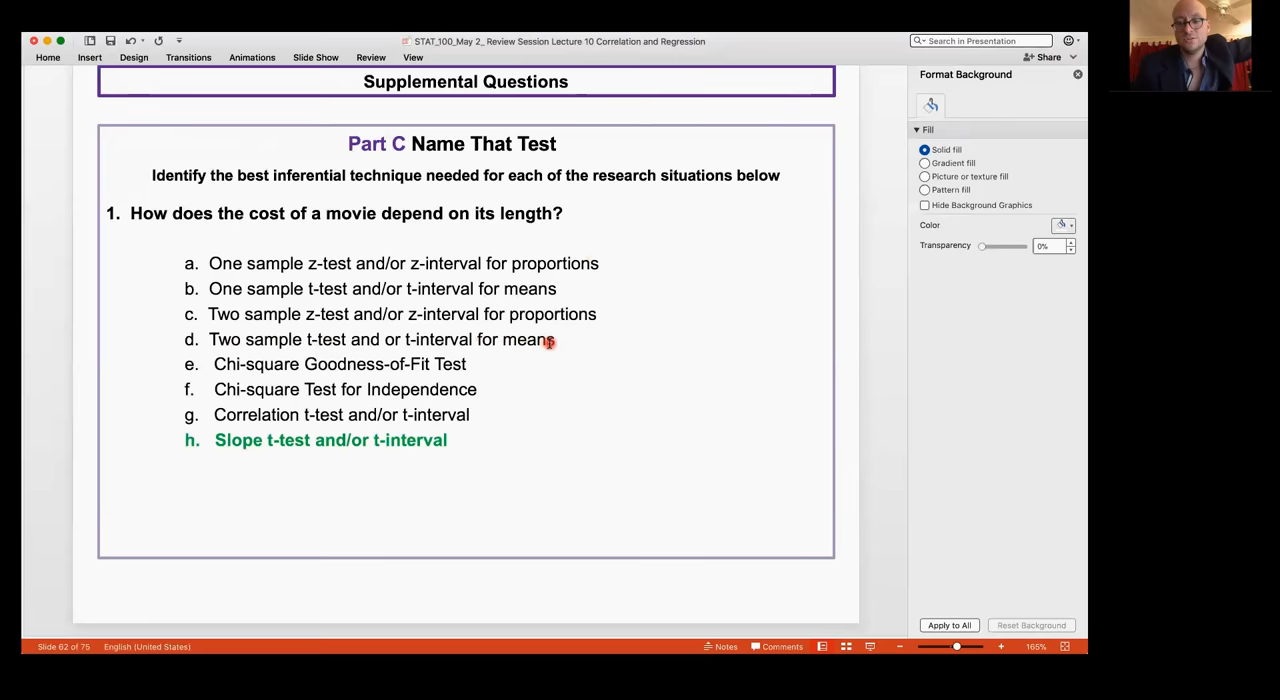 STAT_100_May 2_ Review Session Lecture 10 Correlation and Regression
Search in Presentation
Home Insert Design Transitions Animations Slide Show Review View
Share
Supplemental Questions
Part C Name That Test
Identify the best inferential technique needed for each of the research situations below
1. How does the cost of a movie depend on its length?
a. One sample z-test and/or z-interval for proportions
b. One sample t-test and/or t-interval for means
c. Two sample z-test and/or z-interval for proportions
d. Two sample t-test and or t-interval for means
e. Chi-square Goodness-of-Fit Test
f. Chi-square Test for Independence
g. Correlation t-test and/or t-interval
h. Slope t-test and/or t-interval
Format Background
Fill
Solid fill
Gradient fill
Picture or texture fill
Pattern fill
Hide Background Graphics
Color
Transparency 0%
Apply to All Reset Background
Slide 62 of 75 English (United States) Notes Comments 165%